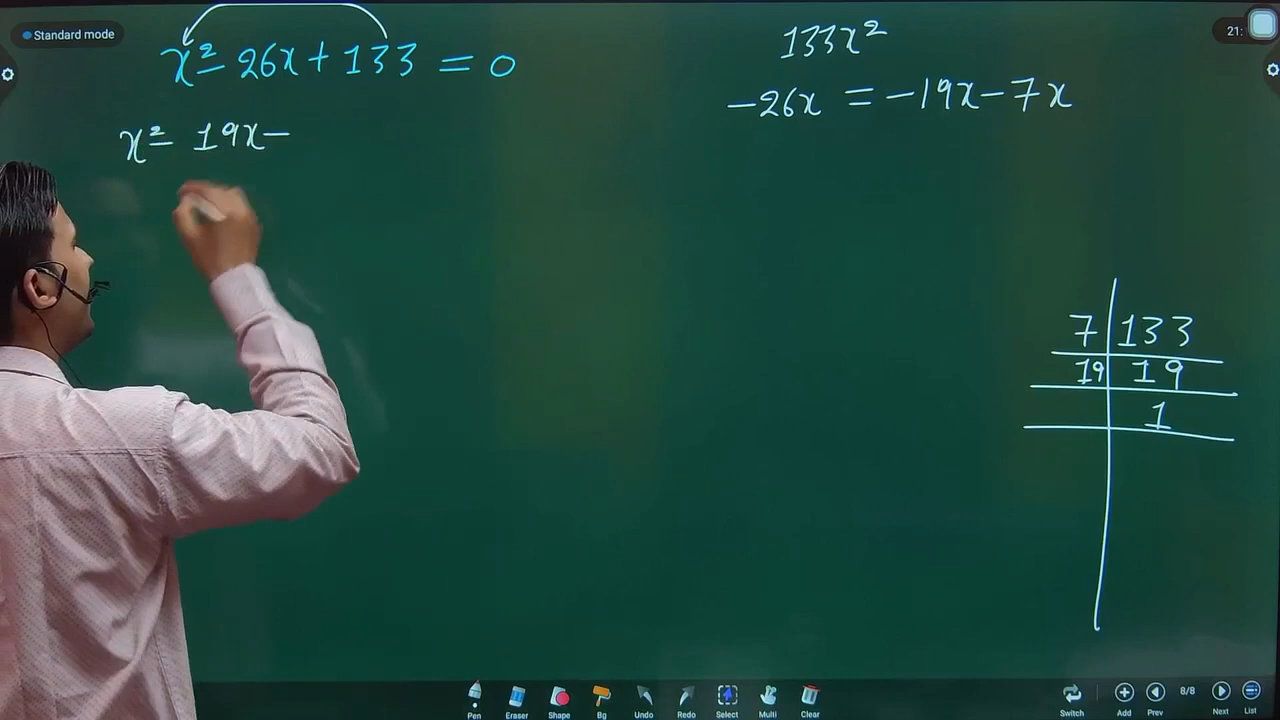 Standard mode
21:
x² - 26x + 133 = 0
133x²
-26x = -19x - 7x
x² - 19x -
7 | 133
19 | 19
1
Pen Eraser Shape Bg Undo Redo Select Multi Clear Switch Add Prev 8/8 Next List